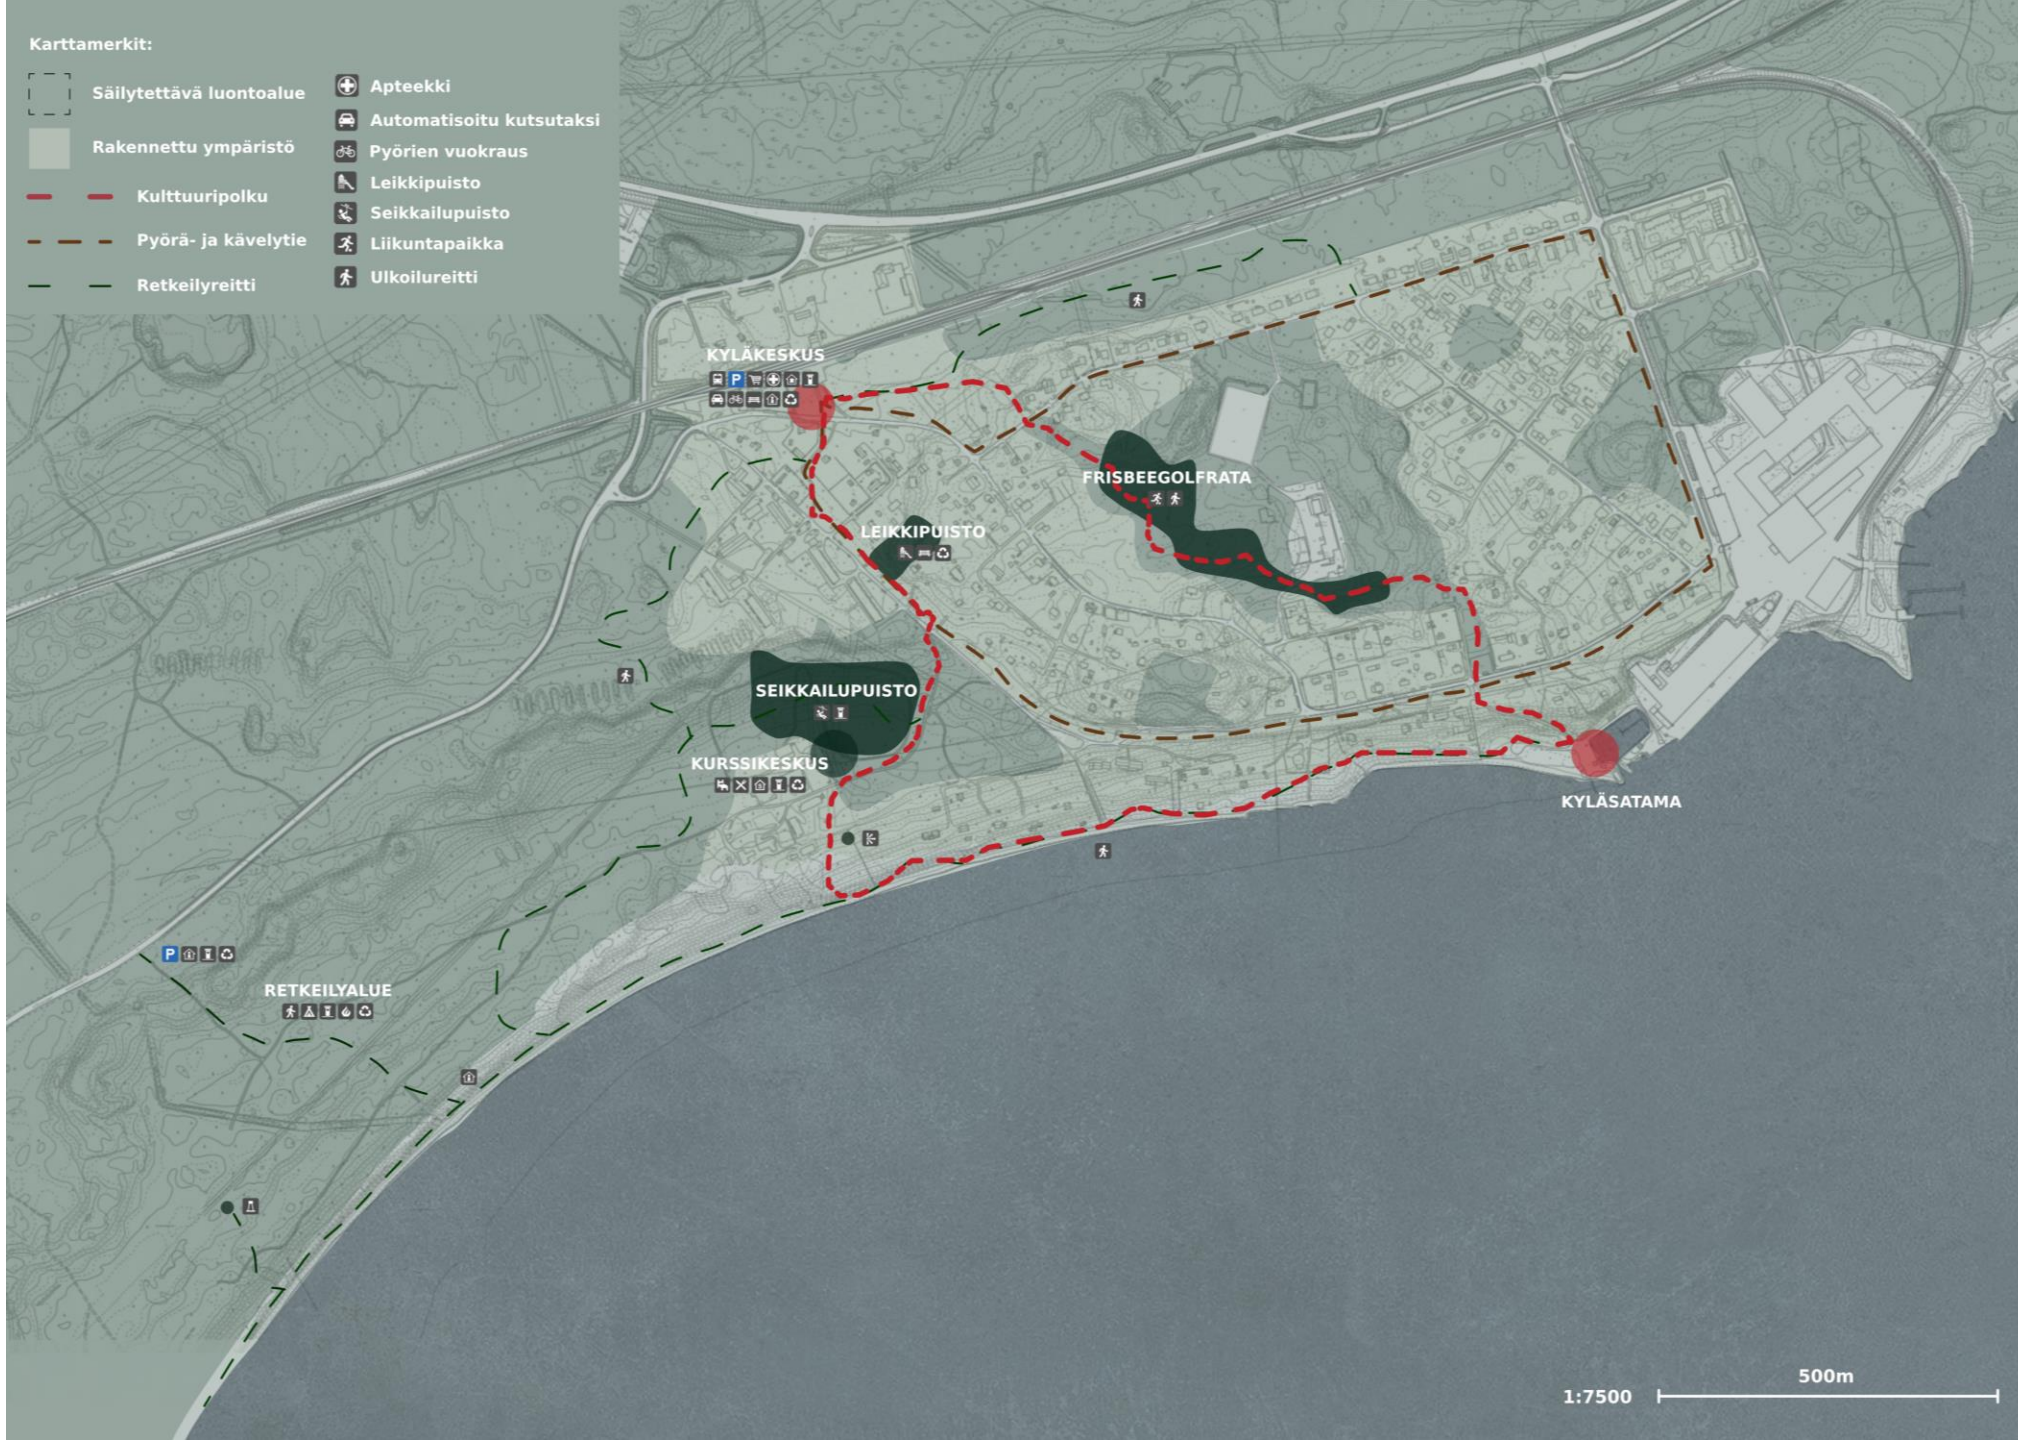 Karttamerkit:
Säilytettävä luontoalue
Rakennettu ympäristö
Kulttuuripolku
Pyörä- ja kävelytie
Retkeilyreitti
Apteekki
Automatisoitu kutsutaksi
Pyörien vuokraus
Leikkipuisto
Seikkailupuisto
Liikuntapaikka
Ulkoilureitti
KYLÄKESKUS
P
FRISBEEGOLFRATA
LEIKKIPUISTO
SEIKKAILUPUISTO
KURSSIKESKUS
KYLÄSATAMA
P
RETKEILYALUE
500m
1:7500